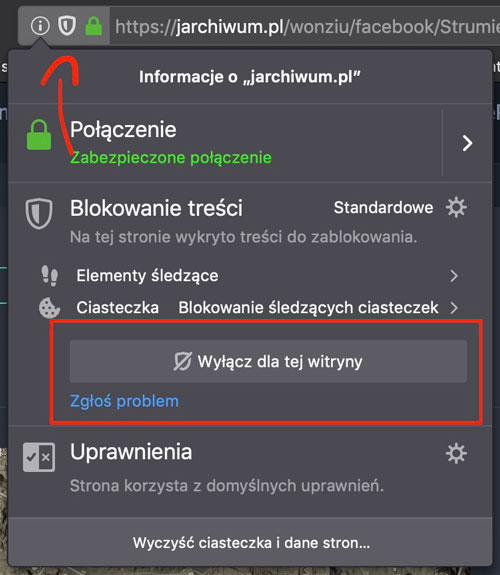 https://jarchiwum.pl/wonziu/facebook/Strumie
Informacje o „jarchiwum.pl”
Połączenie
Zabezpieczone połączenie
Blokowanie treści Standardowe
Na tej stronie wykryto treści do zablokowania.
Elementy śledzące
Ciasteczka Blokowanie śledzących ciasteczek
Wyłącz dla tej witryny
Zgłoś problem
Uprawnienia
Strona korzysta z domyślnych uprawnień.
Wyczyść ciasteczka i dane stron...